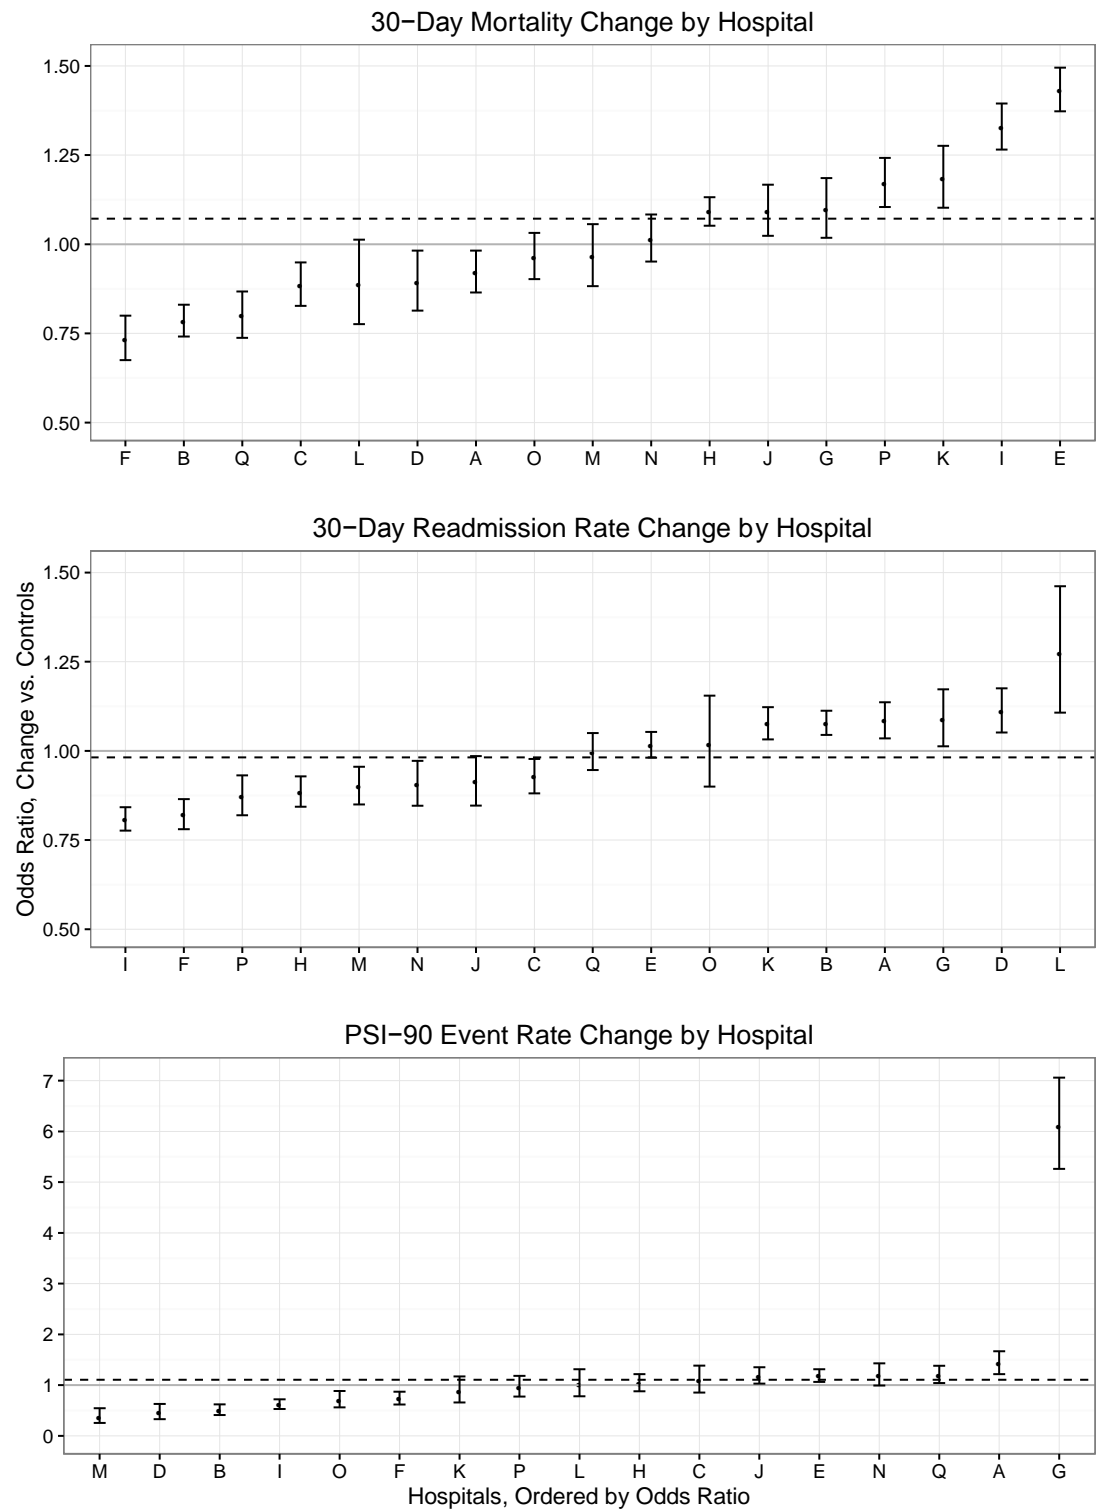 30−Day Mortality Change by Hospital
1.50
1.25
1.00
0.75
0.50
F B Q C L D A O M N H J G P K I E
30−Day Readmission Rate Change by Hospital
Odds Ratio, Change vs. Controls
1.50
1.25
1.00
0.75
0.50
I F P H M N J C Q E O K B A G D L
PSI−90 Event Rate Change by Hospital
7
6
5
4
3
2
1
0
M D B I O F K P L H C J E N Q A G
Hospitals, Ordered by Odds Ratio